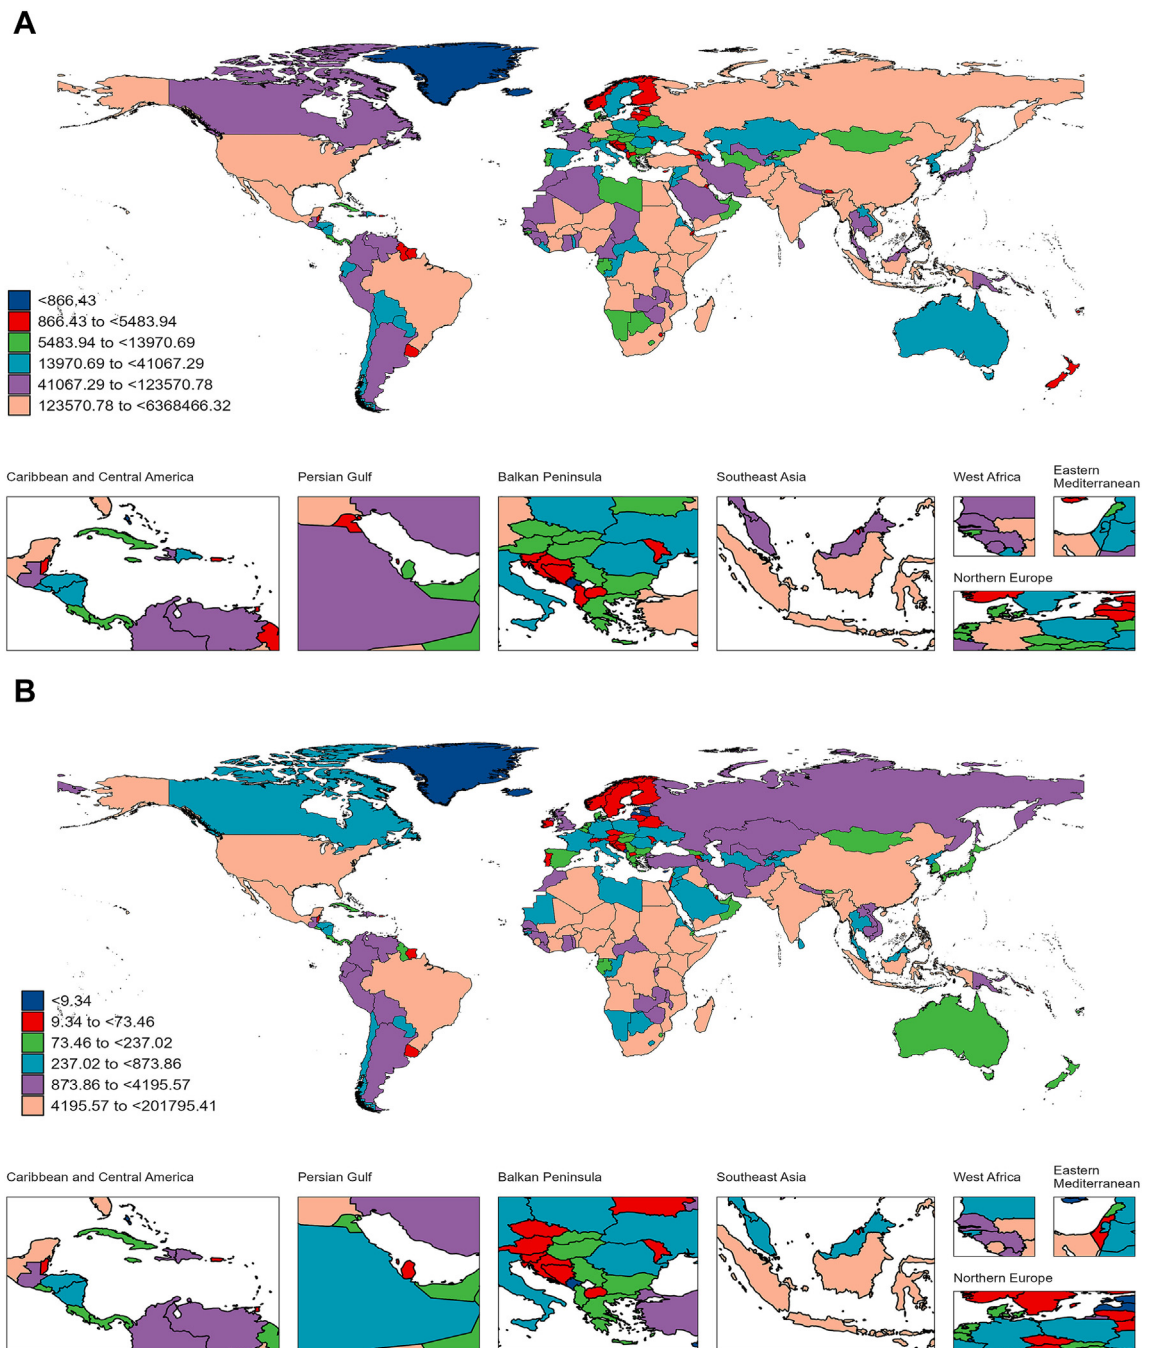 A
<866.43
866.43 to <5483.94
5483.94 to <13970.69
13970.69 to <41067.29
41067.29 to <123570.78
123570.78 to <6368466.32
Caribbean and Central America
Persian Gulf
Balkan Peninsula
Southeast Asia
West Africa
Eastern
Mediterranean
Northern Europe
B
<9.34
9.34 to <73.46
73.46 to <237.02
237.02 to <873.86
873.86 to <4195.57
4195.57 to <201795.41
Caribbean and Central America
Persian Gulf
Balkan Peninsula
Southeast Asia
West Africa
Eastern
Mediterranean
Northern Europe